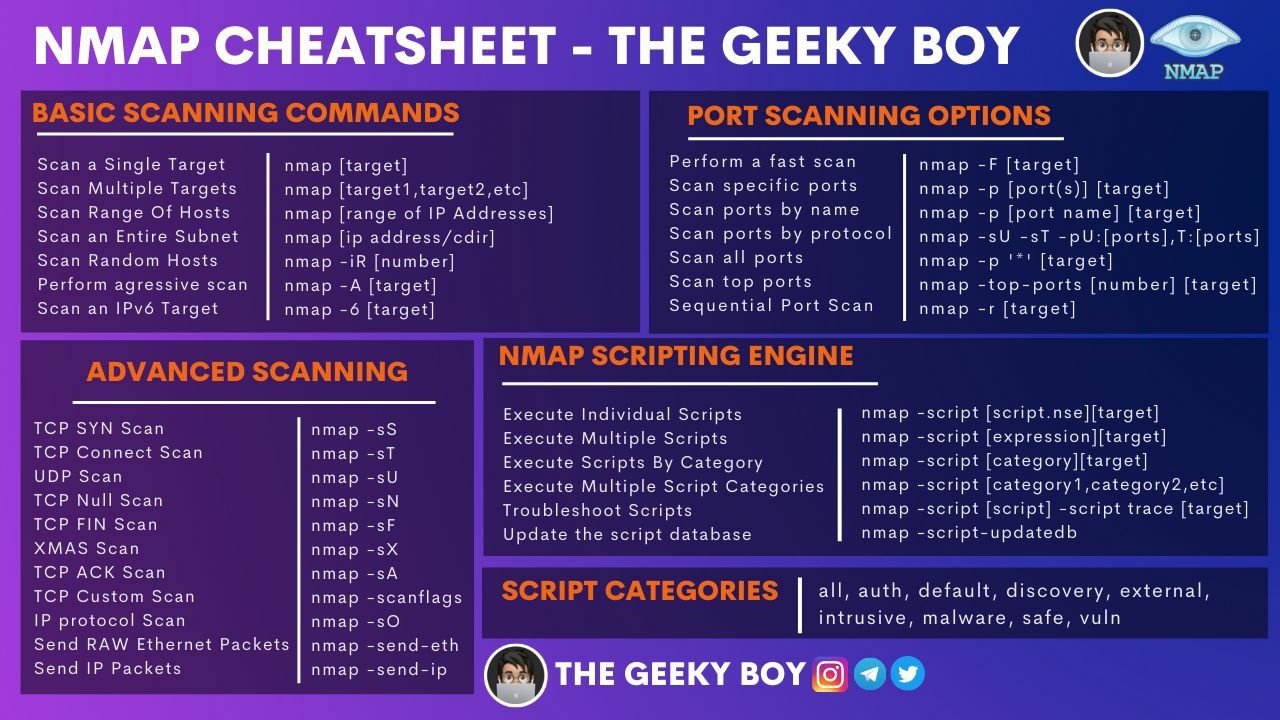 NMAP CHEATSHEET - THE GEEKY BOY
NMAP
BASIC SCANNING COMMANDS
Scan a Single Target nmap [target]
Scan Multiple Targets nmap [target1,target2,etc]
Scan Range Of Hosts nmap [range of IP Addresses]
Scan an Entire Subnet nmap [ip address/cdir]
Scan Random Hosts nmap -iR [number]
Perform agressive scan nmap -A [target]
Scan an IPv6 Target nmap -6 [target]
PORT SCANNING OPTIONS
Perform a fast scan nmap -F [target]
Scan specific ports nmap -p [port(s)] [target]
Scan ports by name nmap -p [port name] [target]
Scan ports by protocol nmap -sU -sT -pU:[ports],T:[ports]
Scan all ports nmap -p '*' [target]
Scan top ports nmap -top-ports [number] [target]
Sequential Port Scan nmap -r [target]
ADVANCED SCANNING
TCP SYN Scan nmap -sS
TCP Connect Scan nmap -sT
UDP Scan nmap -sU
TCP Null Scan nmap -sN
TCP FIN Scan nmap -sF
XMAS Scan nmap -sX
TCP ACK Scan nmap -sA
TCP Custom Scan nmap -scanflags
IP protocol Scan nmap -sO
Send RAW Ethernet Packets nmap -send-eth
Send IP Packets nmap -send-ip
NMAP SCRIPTING ENGINE
Execute Individual Scripts nmap -script [script.nse][target]
Execute Multiple Scripts nmap -script [expression][target]
Execute Scripts By Category nmap -script [category][target]
Execute Multiple Script Categories nmap -script [category1,category2,etc]
Troubleshoot Scripts nmap -script [script] -script trace [target]
Update the script database nmap -script-updatedb
SCRIPT CATEGORIES all, auth, default, discovery, external,
intrusive, malware, safe, vuln
THE GEEKY BOY